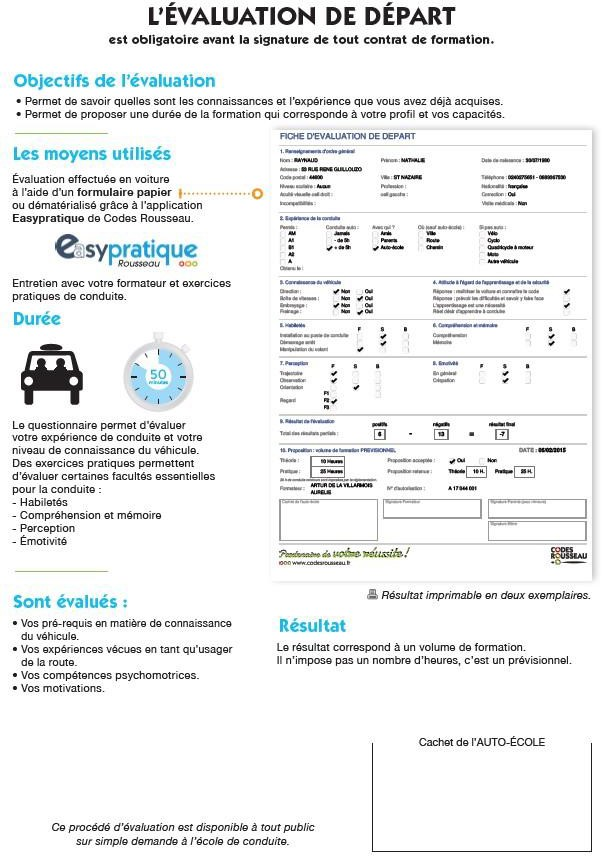 L'ÉVALUATION DE DÉPART
est obligatoire avant la signature de tout contrat de formation.
Objectifs de l'évaluation
• Permet de savoir quelles sont les connaissances et l'expérience que vous avez déjà acquises.
• Permet de proposer une durée de la formation qui corresponde à votre profil et vos capacités.
Les moyens utilisés
Évaluation effectuée en voiture
à l'aide d'un formulaire papier
ou dématérialisé grâce à l'application
Easypratique de Codes Rousseau.
easypratique
Rousseau
Entretien avec votre formateur et exercices
pratiques de conduite.
Durée
50
minutes
Le questionnaire permet d'évaluer
votre expérience de conduite et votre
niveau de connaissance du véhicule.
Des exercices pratiques permettent
d'évaluer certaines facultés essentielles
pour la conduite :
- Habiletés
- Compréhension et mémoire
- Perception
- Émotivité
FICHE D'EVALUATION DE DEPART
1. Renseignements d'ordre général
Nom : RAYNAUD Prénom : NATHALIE Date de naissance : 30/07/1980
Adresse : 53 RUE RENE GUILLOUZO
Code postal : 44600 Ville : ST NAZAIRE Téléphone :
Niveau scolaire : Aucun Profession : Nationalité : française
Acuité visuelle oeil droit : oeil gauche : Correction : Oui
Incompatibilités : Visite médicale : Non
2. Expérience de la conduite
Permis : Conduite auto : Avec qui ? Où (sauf auto-école) : Si pas auto :
AM Jamais Amis Ville Vélo
A1 - de 5h Parents Route Cyclo
B1 + de 5h Auto-école Chemin Quadricycle à moteur
A2 Moto
A Autre véhicule
Obtenu le :
3. Connaissance du véhicule 4. Attitude à l'égard de l'apprentissage et de la sécurité
Direction : Non Oui Réponse : maîtriser la voiture et connaître le code
Boîte de vitesses : Non Oui Réponse : prévoir les difficultés et savoir y faire face
Embrayage : Non Oui L'apprentissage est une nécessité
Freinage : Non Oui Réel désir d'apprendre à conduire
5. Habiletés F S B 6. Compréhension et mémoire F S B
Installation au poste de conduite Compréhension
Démarrage arrêt Mémoire
Manipulation du volant
7. Perception F S B 8. Emotivité F S B
Trajectoire En général
Observation Crispation
Orientation
Regard F1
F2
F3
9. Résultat de l'évaluation positifs négatifs résultat final
Total des résultats partiels : 6 - 13 = -7
10. Proposition : volume de formation PREVISIONNEL DATE : 05/02/2015
Théorie : 10 Heures Proposition acceptée : Oui Non
Pratique : 25 Heures Proposition retenue : Théorie 10 H. Pratique 25 H.
Formateur : ARTUR DE LA VILLARMOIS AURELIE N° d'autorisation : A 17 044 001
Cachet de l'auto-école Signature Formateur Signature Parents (pour mineurs)
Signature Elève
Partenaire de votre réussite !
www.codesrousseau.fr
CODES
ROUSSEAU
Résultat imprimable en deux exemplaires.
Sont évalués :
• Vos pré-requis en matière de connaissance
du véhicule.
• Vos expériences vécues en tant qu'usager
de la route.
• Vos compétences psychomotrices.
• Vos motivations.
Résultat
Le résultat correspond à un volume de formation.
Il n'impose pas un nombre d'heures, c'est un prévisionnel.
Cachet de l'AUTO-ÉCOLE
Ce procédé d'évaluation est disponible à tout public
sur simple demande à l'école de conduite.